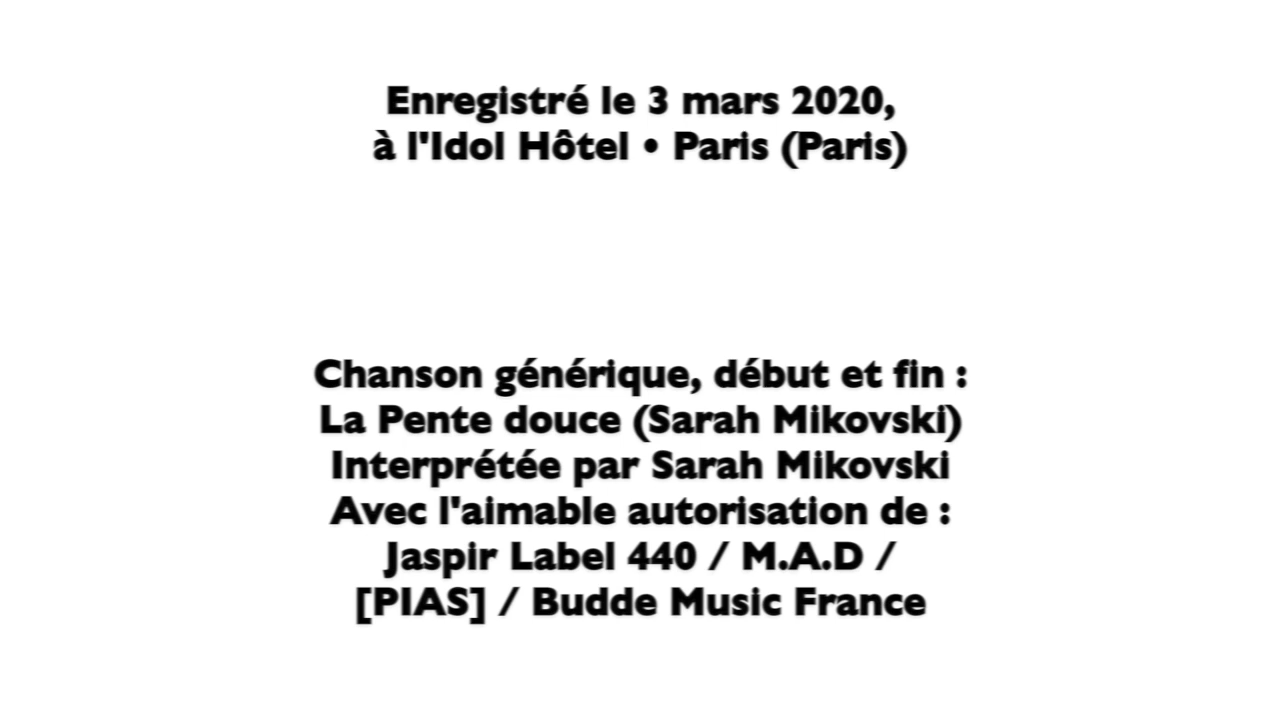 Enregistré le 3 mars 2020,
à l'Idol Hôtel • Paris (Paris)
Chanson générique, début et fin :
La Pente douce (Sarah Mikovski)
Interprétée par Sarah Mikovski
Avec l'aimable autorisation de :
Jaspir Label 440 / M.A.D /
[PIAS] / Budde Music France